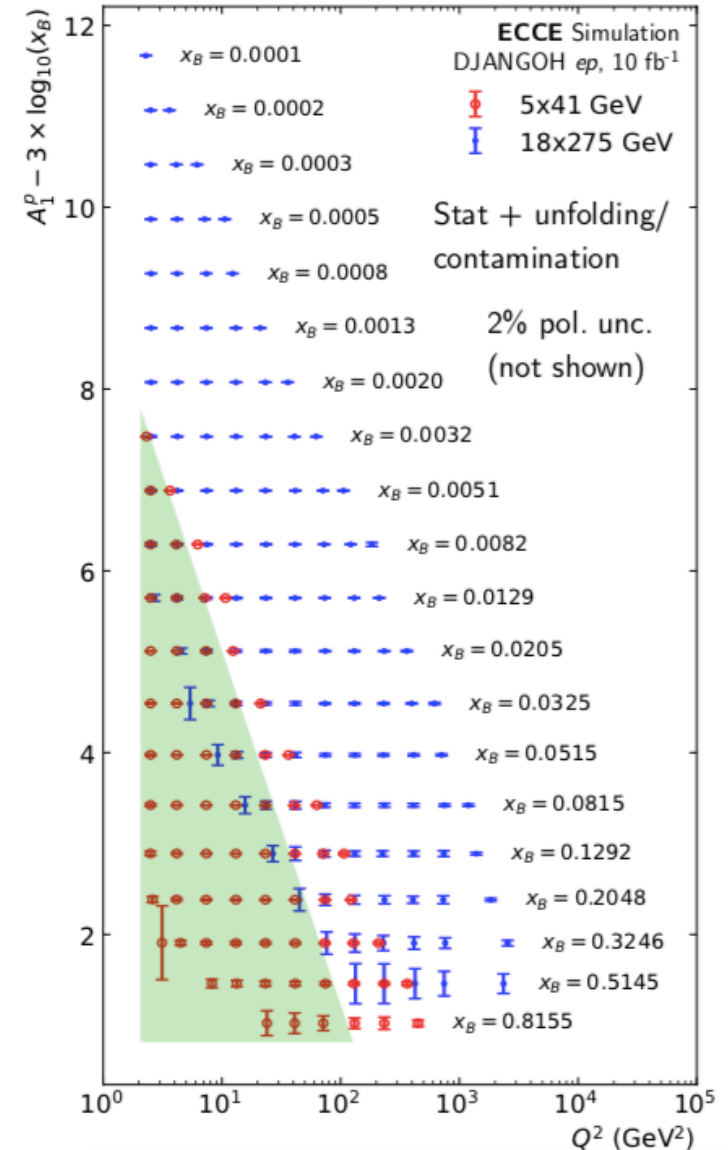 ECCE Simulation
DJANGOH ep, 10 fb⁻¹
5x41 GeV
18x275 GeV
Stat + unfolding/
contamination
2% pol. unc.
(not shown)
A₁ᵖ − 3 × log₁₀(x_B)
12
10
8
6
4
2
x_B = 0.0001
x_B = 0.0002
x_B = 0.0003
x_B = 0.0005
x_B = 0.0008
x_B = 0.0013
x_B = 0.0020
x_B = 0.0032
x_B = 0.0051
x_B = 0.0082
x_B = 0.0129
x_B = 0.0205
x_B = 0.0325
x_B = 0.0515
x_B = 0.0815
x_B = 0.1292
x_B = 0.2048
x_B = 0.3246
x_B = 0.5145
x_B = 0.8155
10⁰ 10¹ 10² 10³ 10⁴ 10⁵
Q² (GeV²)